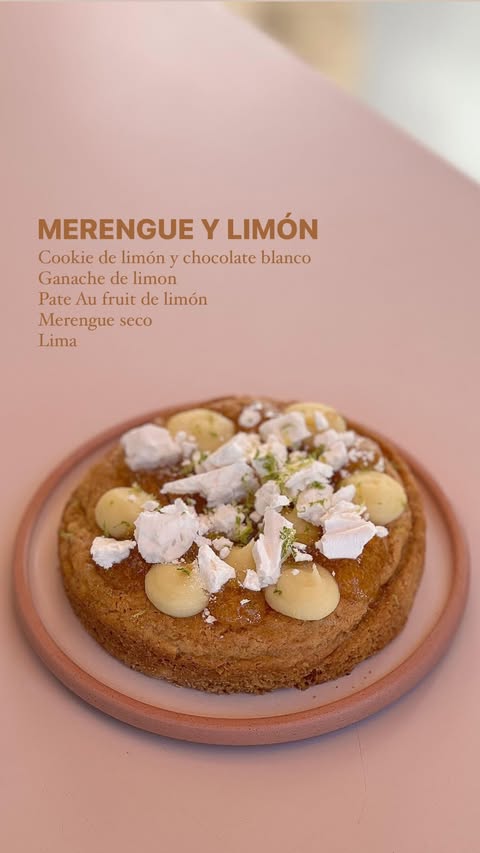 MERENGUE Y LIMÓN
Cookie de limón y chocolate blanco
Ganache de limon
Pate Au fruit de limón
Merengue seco
Lima